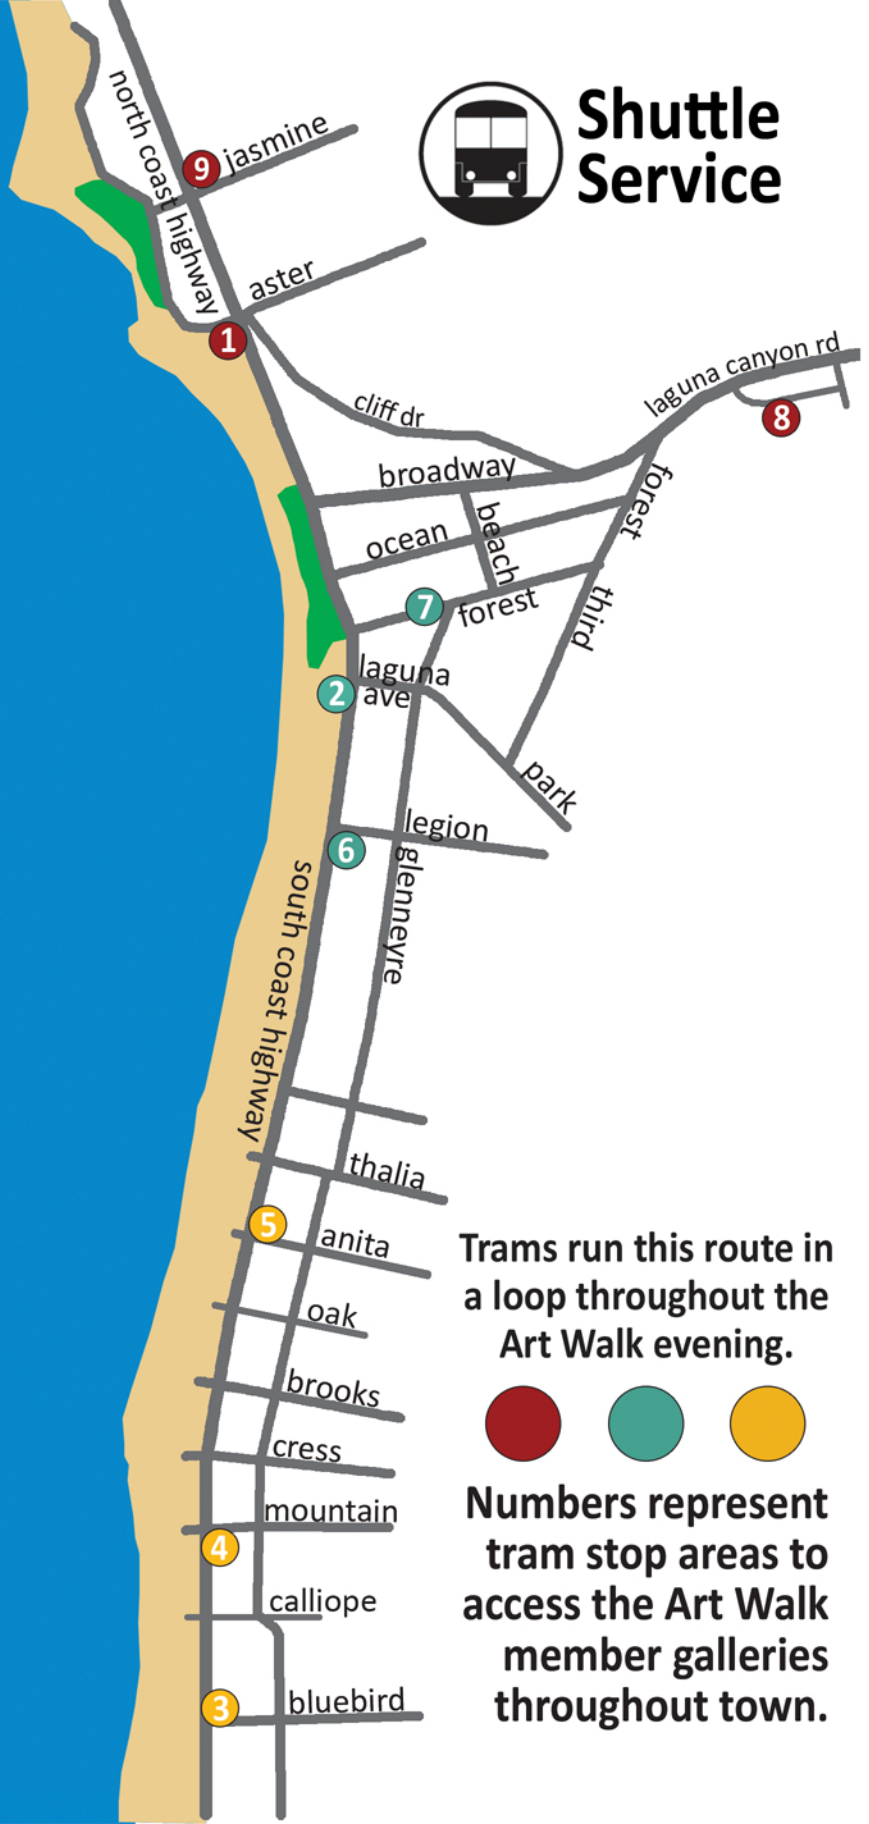 Shuttle
Service
north coast highway
9
jasmine
aster
1
cliff dr
laguna canyon rd
8
broadway
forest
beach
ocean
7
forest
third
laguna
ave
2
park
legion
6
glenneyre
south coast highway
thalia
5
anita
oak
brooks
cress
mountain
4
calliope
bluebird
3
Trams run this route in
a loop throughout the
Art Walk evening.
Numbers represent
tram stop areas to
access the Art Walk
member galleries
throughout town.